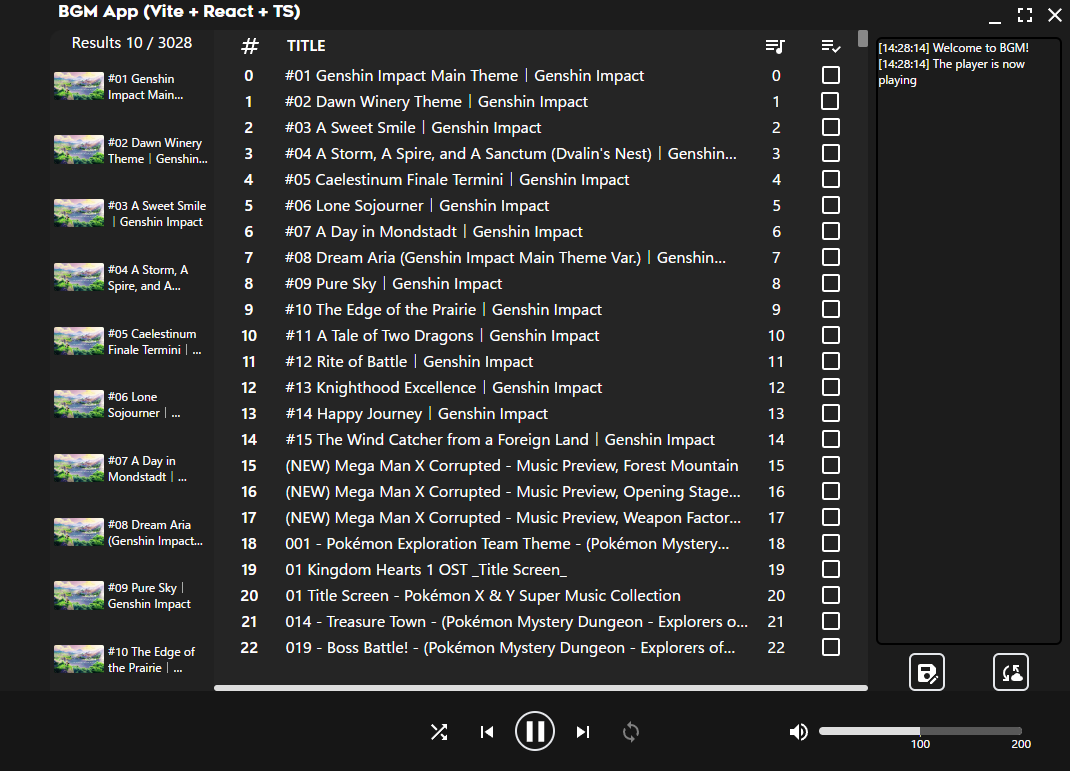 BGM App (Vite + React + TS)
Results 10 / 3028
#01 Genshin
Impact Main...
#02 Dawn Winery
Theme | Genshin...
#03 A Sweet Smile
| Genshin Impact
#04 A Storm, A
Spire, and A...
#05 Caelestinum
Finale Termini | ...
#06 Lone
Sojourner | ...
#07 A Day in
Mondstadt | ...
#08 Dream Aria
(Genshin Impact...
#09 Pure Sky |
Genshin Impact
#10 The Edge of
the Prairie | ...
# TITLE
0 #01 Genshin Impact Main Theme | Genshin Impact 0
1 #02 Dawn Winery Theme | Genshin Impact 1
2 #03 A Sweet Smile | Genshin Impact 2
3 #04 A Storm, A Spire, and A Sanctum (Dvalin's Nest) | Genshin... 3
4 #05 Caelestinum Finale Termini | Genshin Impact 4
5 #06 Lone Sojourner | Genshin Impact 5
6 #07 A Day in Mondstadt | Genshin Impact 6
7 #08 Dream Aria (Genshin Impact Main Theme Var.) | Genshin... 7
8 #09 Pure Sky | Genshin Impact 8
9 #10 The Edge of the Prairie | Genshin Impact 9
10 #11 A Tale of Two Dragons | Genshin Impact 10
11 #12 Rite of Battle | Genshin Impact 11
12 #13 Knighthood Excellence | Genshin Impact 12
13 #14 Happy Journey | Genshin Impact 13
14 #15 The Wind Catcher from a Foreign Land | Genshin Impact 14
15 (NEW) Mega Man X Corrupted - Music Preview, Forest Mountain 15
16 (NEW) Mega Man X Corrupted - Music Preview, Opening Stage... 16
17 (NEW) Mega Man X Corrupted - Music Preview, Weapon Factor... 17
18 001 - Pokémon Exploration Team Theme - (Pokémon Mystery... 18
19 01 Kingdom Hearts 1 OST _Title Screen_ 19
20 01 Title Screen - Pokémon X & Y Super Music Collection 20
21 014 - Treasure Town - (Pokémon Mystery Dungeon - Explorers o... 21
22 019 - Boss Battle! - (Pokémon Mystery Dungeon - Explorers of... 22
[14:28:14] Welcome to BGM!
[14:28:14] The player is now
playing
100 200